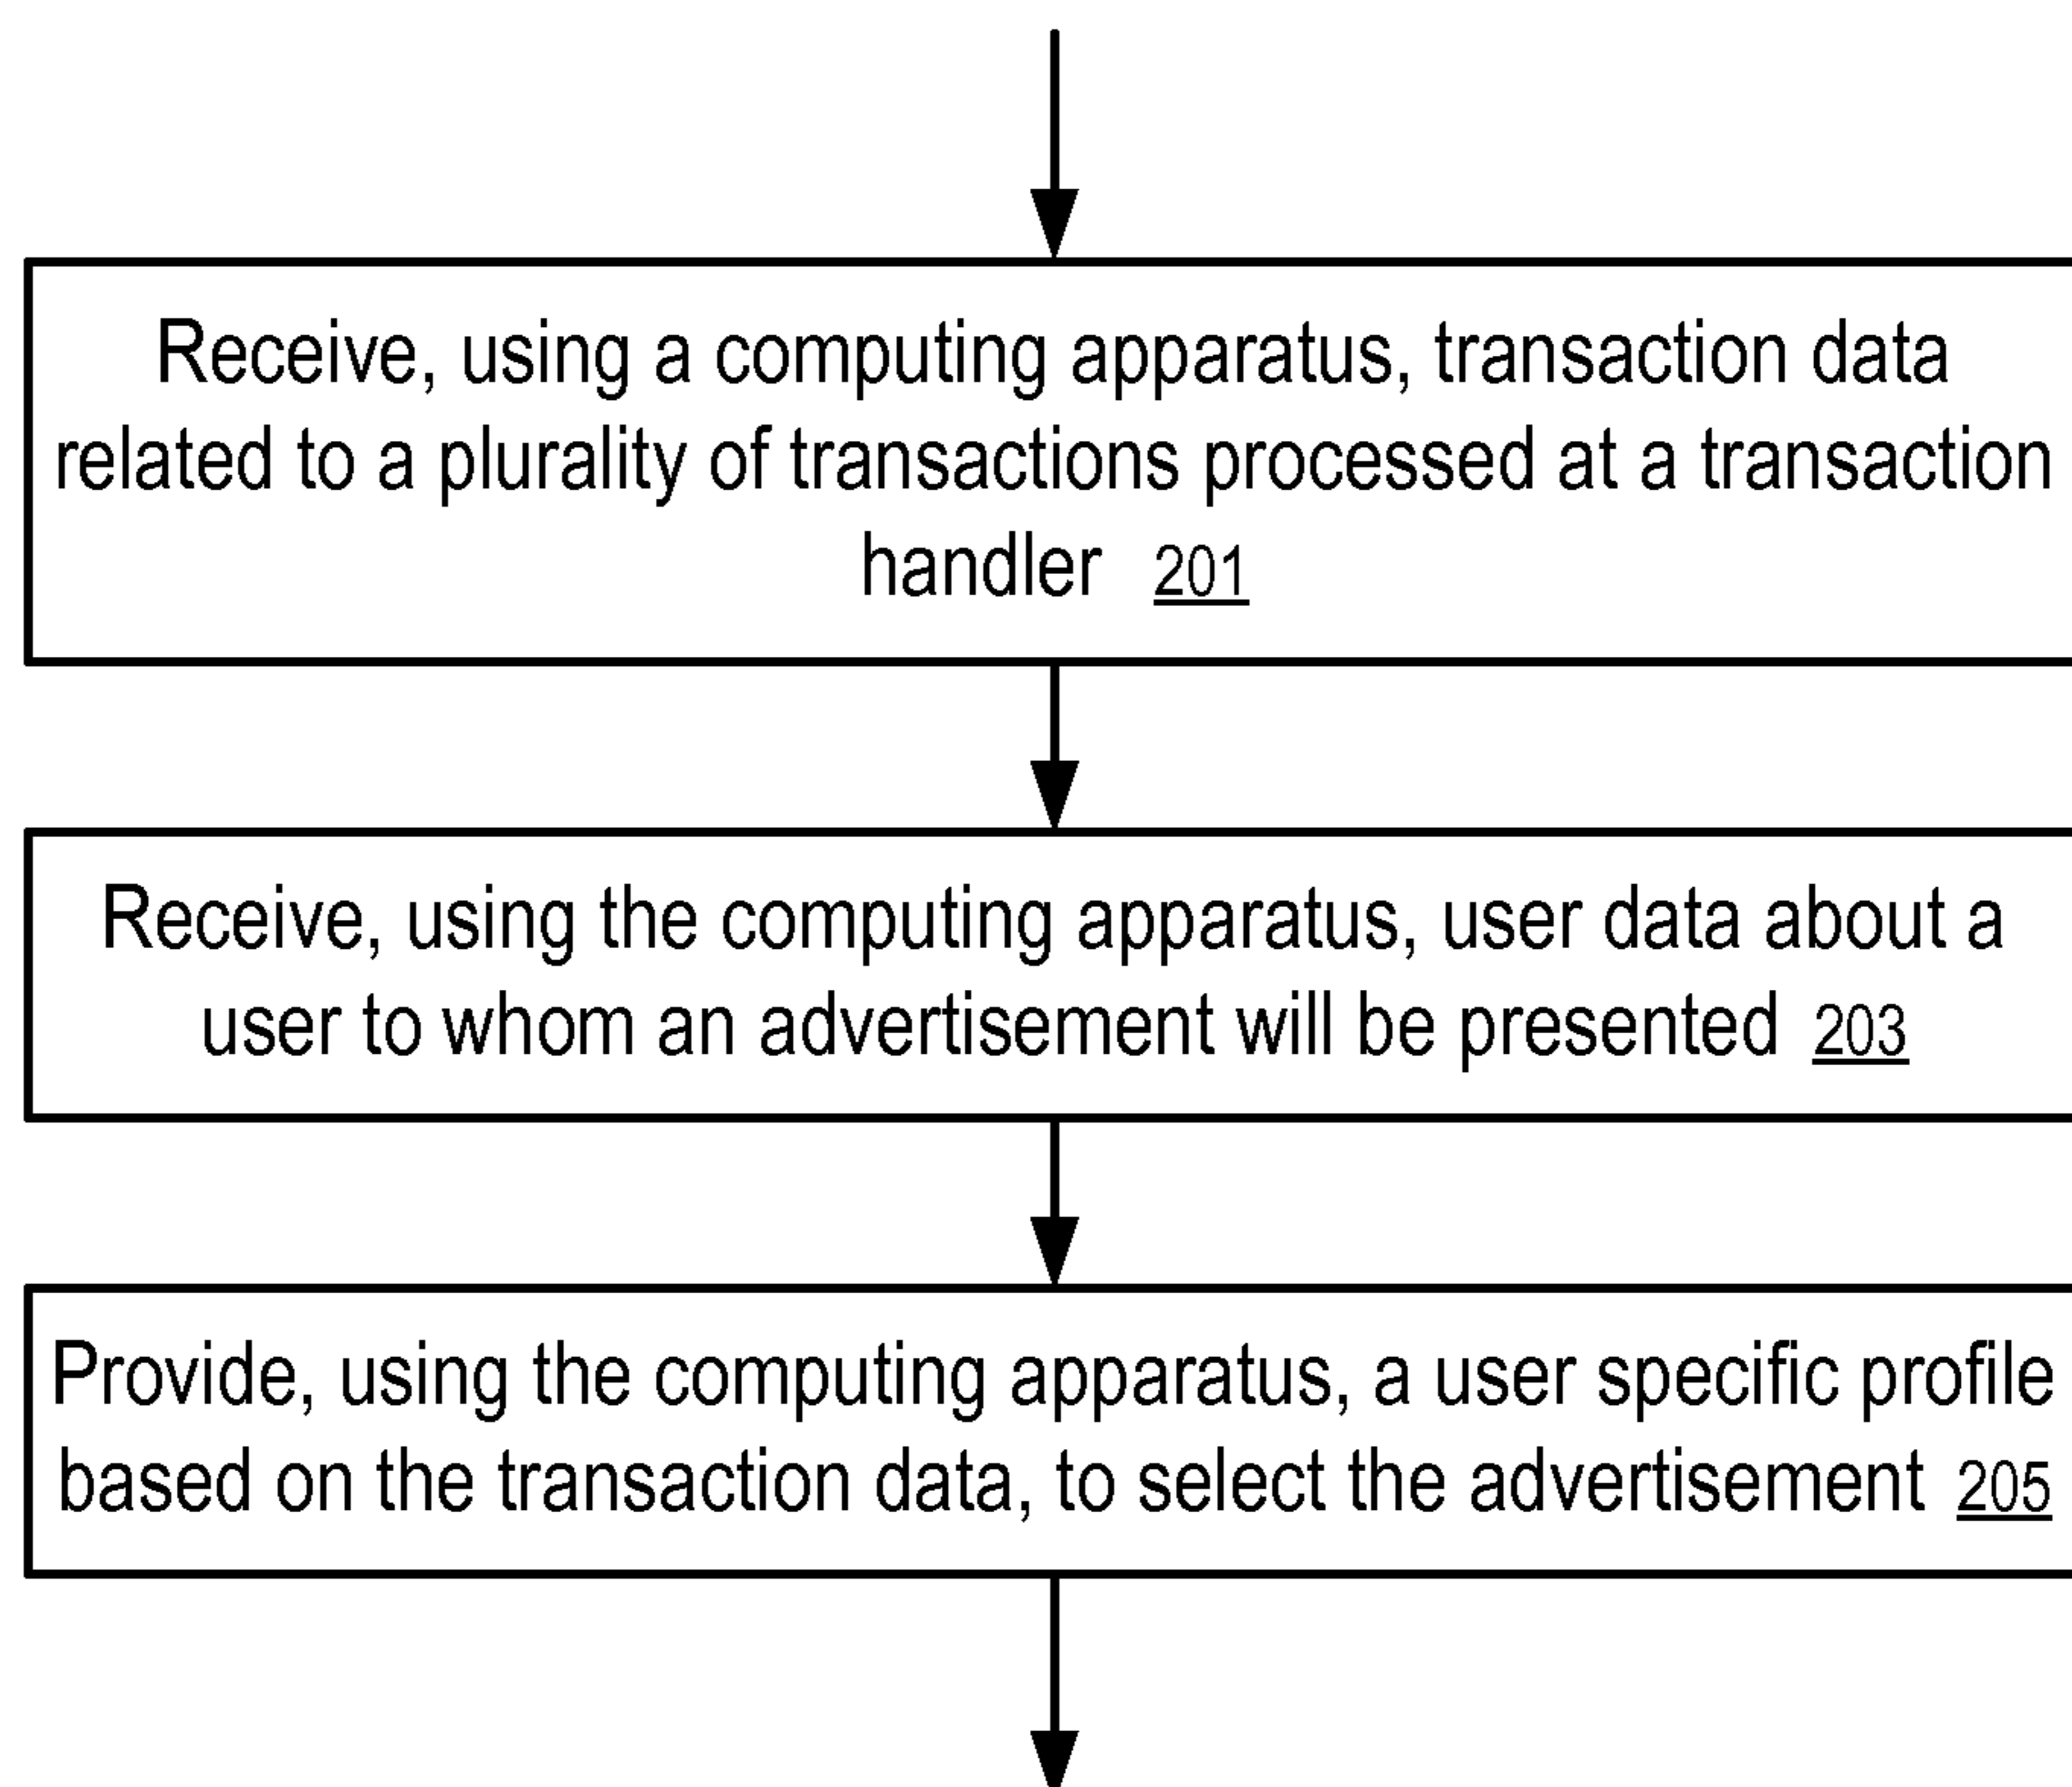 Receive, using a computing apparatus, transaction data
related to a plurality of transactions processed at a transaction
handler 201
Receive, using the computing apparatus, user data about a
user to whom an advertisement will be presented 203
Provide, using the computing apparatus, a user specific profile
based on the transaction data, to select the advertisement 205